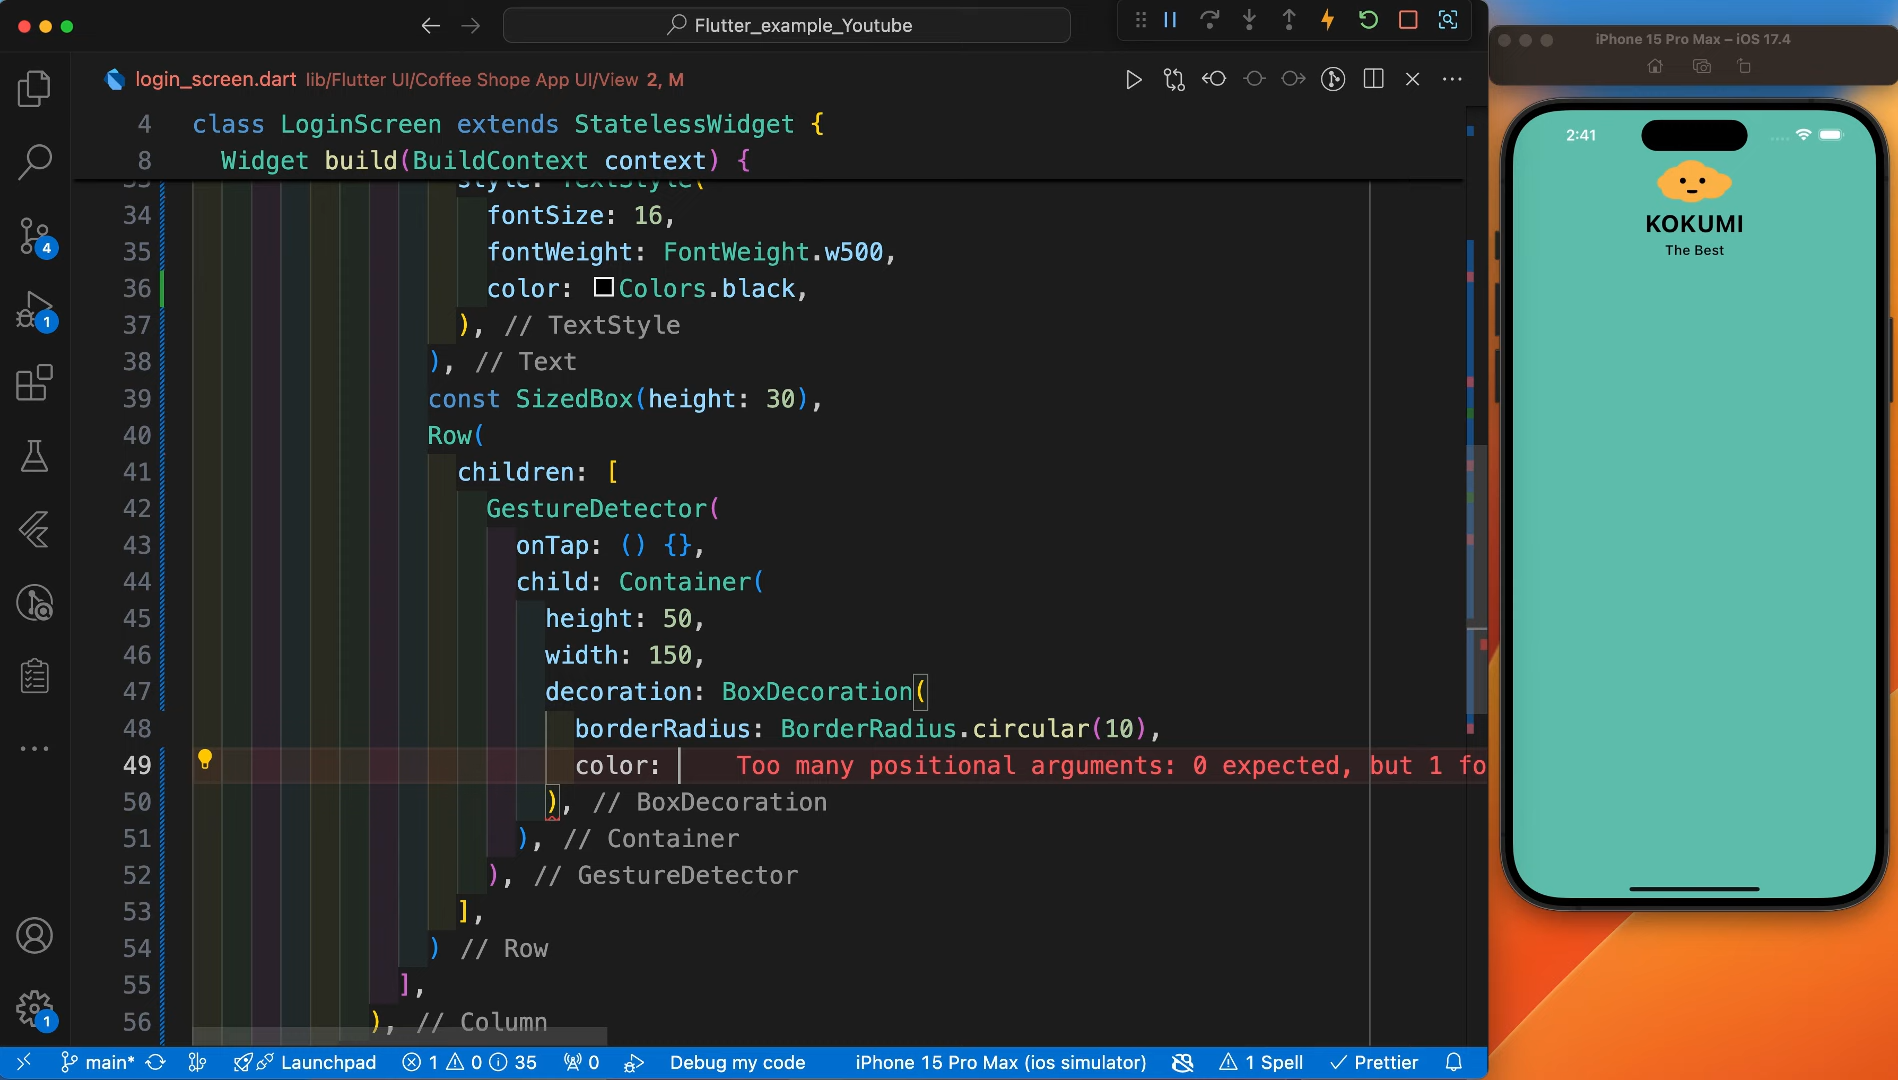 Flutter_example_Youtube
iPhone 15 Pro Max – iOS 17.4
login_screen.dart lib/Flutter UI/Coffee Shope App UI/View 2, M
4 class LoginScreen extends StatelessWidget {
8 Widget build(BuildContext context) {
style: TextStyle(
34 fontSize: 16,
35 fontWeight: FontWeight.w500,
36 color: Colors.black,
37 ), // TextStyle
38 ), // Text
39 const SizedBox(height: 30),
40 Row(
41 children: [
42 GestureDetector(
43 onTap: () {},
44 child: Container(
45 height: 50,
46 width: 150,
47 decoration: BoxDecoration(
48 borderRadius: BorderRadius.circular(10),
49 color: Too many positional arguments: 0 expected, but 1 fo
50 ), // BoxDecoration
51 ), // Container
52 ), // GestureDetector
53 ],
54 ) // Row
55 ],
56 ), // Column
4
1
1
2:41
KOKUMI
The Best
main* Launchpad 1 0 35 0 Debug my code iPhone 15 Pro Max (ios simulator) 1 Spell Prettier